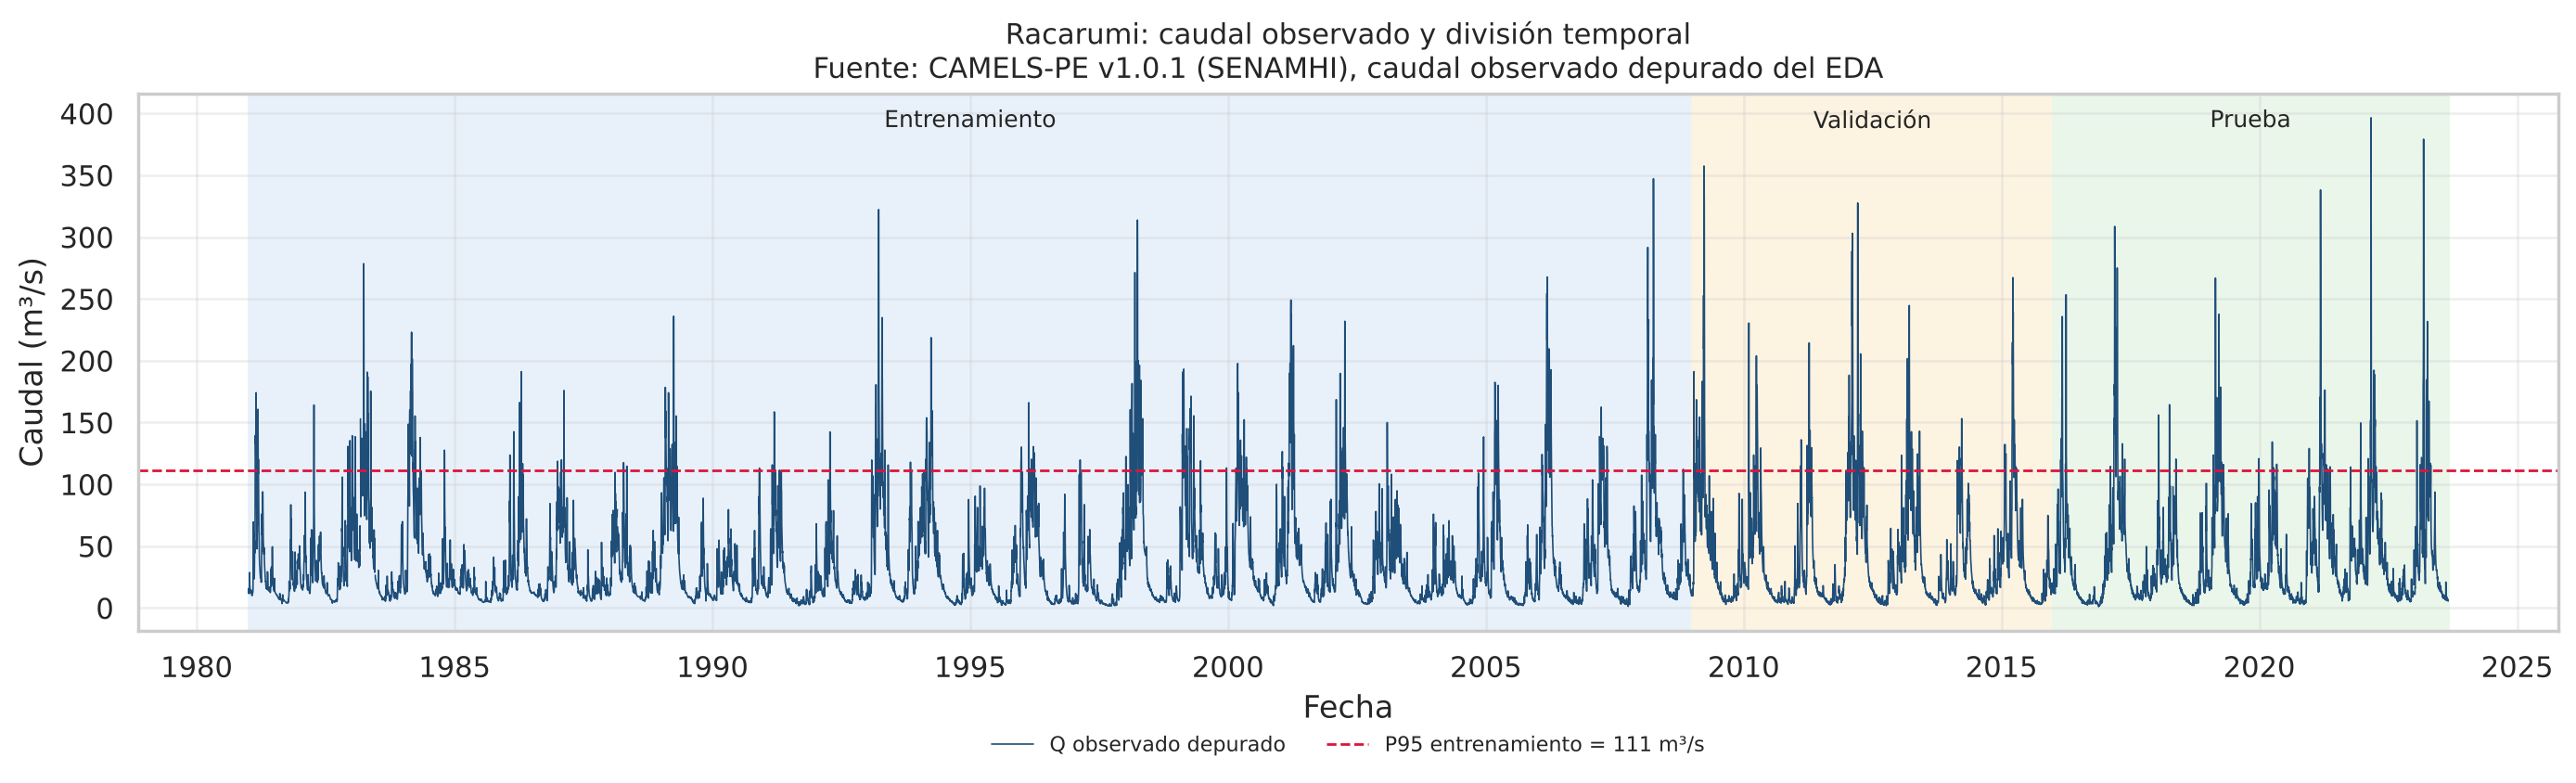 Racarumi: caudal observado y división temporal
Fuente: CAMELS-PE v1.0.1 (SENAMHI), caudal observado depurado del EDA
Entrenamiento
Validación
Prueba
Caudal (m³/s)
400
350
300
250
200
150
100
50
0
1980 1985 1990 1995 2000 2005 2010 2015 2020 2025
Fecha
Q observado depurado
P95 entrenamiento = 111 m³/s